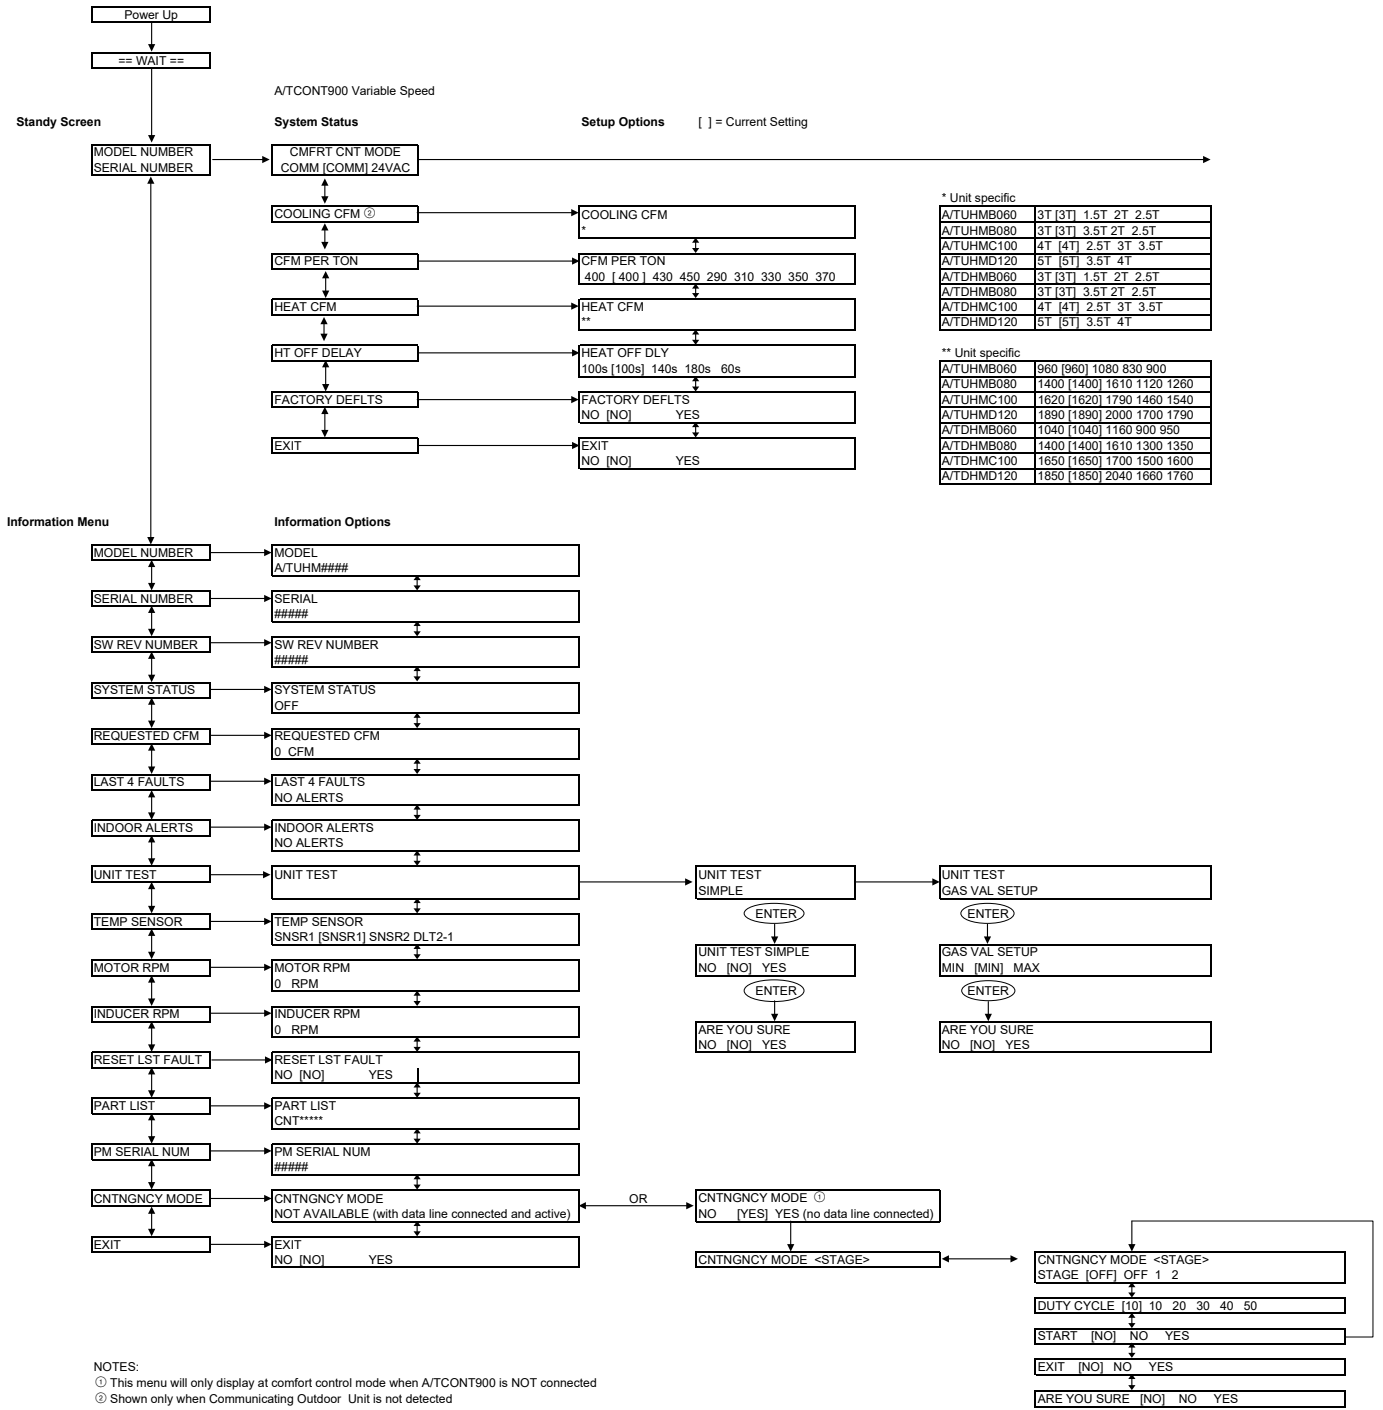 Power Up
== WAIT ==
A/TCONT900 Variable Speed
Standy Screen
System Status
Setup Options [ ] = Current Setting
MODEL NUMBER
SERIAL NUMBER
CMFRT CNT MODE
COMM [COMM] 24VAC
COOLING CFM ②
COOLING CFM
*
CFM PER TON
CFM PER TON
400 [ 400 ] 430 450 290 310 330 350 370
HEAT CFM
HEAT CFM
**
HT OFF DELAY
HEAT OFF DLY
100s [100s] 140s 180s 60s
FACTORY DEFLTS
FACTORY DEFLTS
NO [NO] YES
EXIT
EXIT
NO [NO] YES
* Unit specific
A/TUHMB060 3T [3T] 1.5T 2T 2.5T
A/TUHMB080 3T [3T] 3.5T 2T 2.5T
A/TUHMC100 4T [4T] 2.5T 3T 3.5T
A/TUHMD120 5T [5T] 3.5T 4T
A/TDHMB060 3T [3T] 1.5T 2T 2.5T
A/TDHMB080 3T [3T] 3.5T 2T 2.5T
A/TDHMC100 4T [4T] 2.5T 3T 3.5T
A/TDHMD120 5T [5T] 3.5T 4T
** Unit specific
A/TUHMB060 960 [960] 1080 830 900
A/TUHMB080 1400 [1400] 1610 1120 1260
A/TUHMC100 1620 [1620] 1790 1460 1540
A/TUHMD120 1890 [1890] 2000 1700 1790
A/TDHMB060 1040 [1040] 1160 900 950
A/TDHMB080 1400 [1400] 1610 1300 1350
A/TDHMC100 1650 [1650] 1700 1500 1600
A/TDHMD120 1850 [1850] 2040 1660 1760
Information Menu
Information Options
MODEL NUMBER
MODEL
A/TUHM####
SERIAL NUMBER
SERIAL
#####
SW REV NUMBER
SW REV NUMBER
#####
SYSTEM STATUS
SYSTEM STATUS
OFF
REQUESTED CFM
REQUESTED CFM
0 CFM
LAST 4 FAULTS
LAST 4 FAULTS
NO ALERTS
INDOOR ALERTS
INDOOR ALERTS
NO ALERTS
UNIT TEST
UNIT TEST
UNIT TEST
SIMPLE
ENTER
UNIT TEST SIMPLE
NO [NO] YES
ENTER
ARE YOU SURE
NO [NO] YES
UNIT TEST
GAS VAL SETUP
ENTER
GAS VAL SETUP
MIN [MIN] MAX
ENTER
ARE YOU SURE
NO [NO] YES
TEMP SENSOR
TEMP SENSOR
SNSR1 [SNSR1] SNSR2 DLT2-1
MOTOR RPM
MOTOR RPM
0 RPM
INDUCER RPM
INDUCER RPM
0 RPM
RESET LST FAULT
RESET LST FAULT
NO [NO] YES
PART LIST
PART LIST
CNT*****
PM SERIAL NUM
PM SERIAL NUM
#####
CNTNGNCY MODE
CNTNGNCY MODE
NOT AVAILABLE (with data line connected and active)
OR
CNTNGNCY MODE ①
NO [YES] YES (no data line connected)
EXIT
EXIT
NO [NO] YES
CNTNGNCY MODE <STAGE>
CNTNGNCY MODE <STAGE>
STAGE [OFF] OFF 1 2
DUTY CYCLE [10] 10 20 30 40 50
START [NO] NO YES
EXIT [NO] NO YES
ARE YOU SURE [NO] NO YES
NOTES:
① This menu will only display at comfort control mode when A/TCONT900 is NOT connected
② Shown only when Communicating Outdoor Unit is not detected